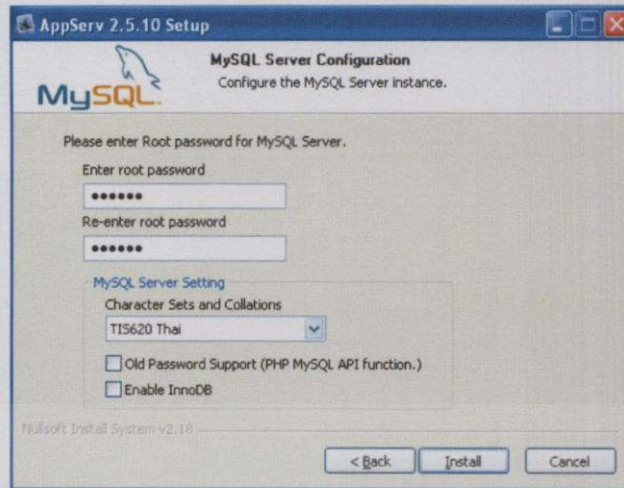 AppServ 2.5.10 Setup
MySQL Server Configuration
Configure the MySQL Server instance.
MySQL
Please enter Root password for MySQL Server.
Enter root password
••••••
Re-enter root password
••••••
MySQL Server Setting
Character Sets and Collations
TIS620 Thai
Old Password Support (PHP MySQL API function.)
Enable InnoDB
Nullsoft Install System v2.18
< Back Install Cancel